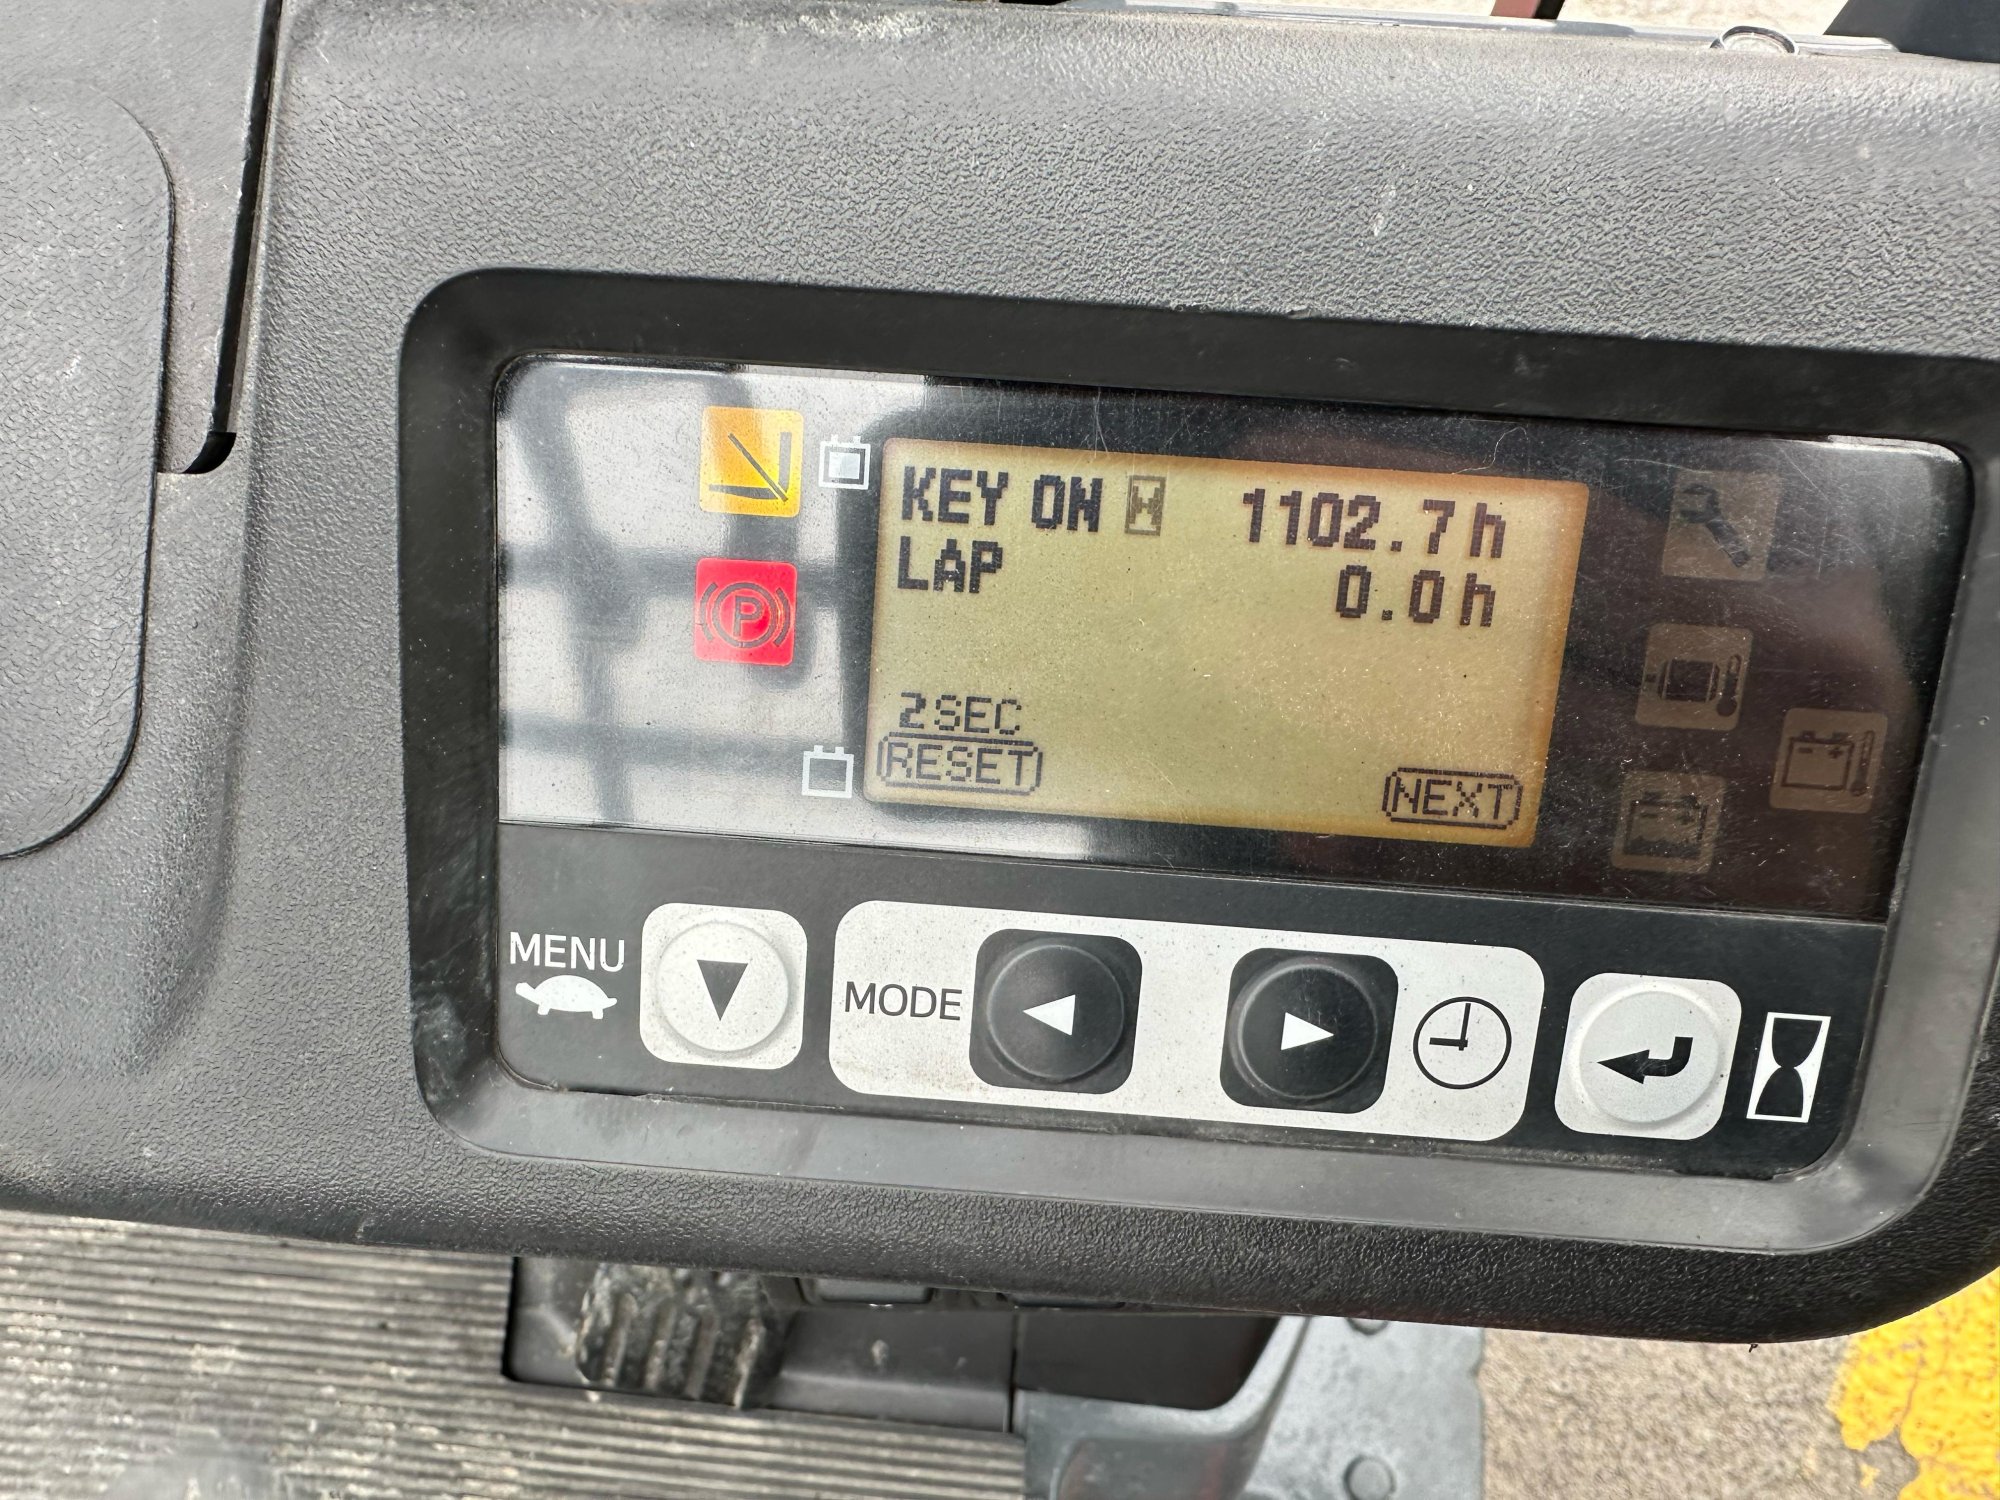 KEY ON 1102.7h
LAP 0.0h
2SEC
RESET
NEXT
P
MENU
MODE